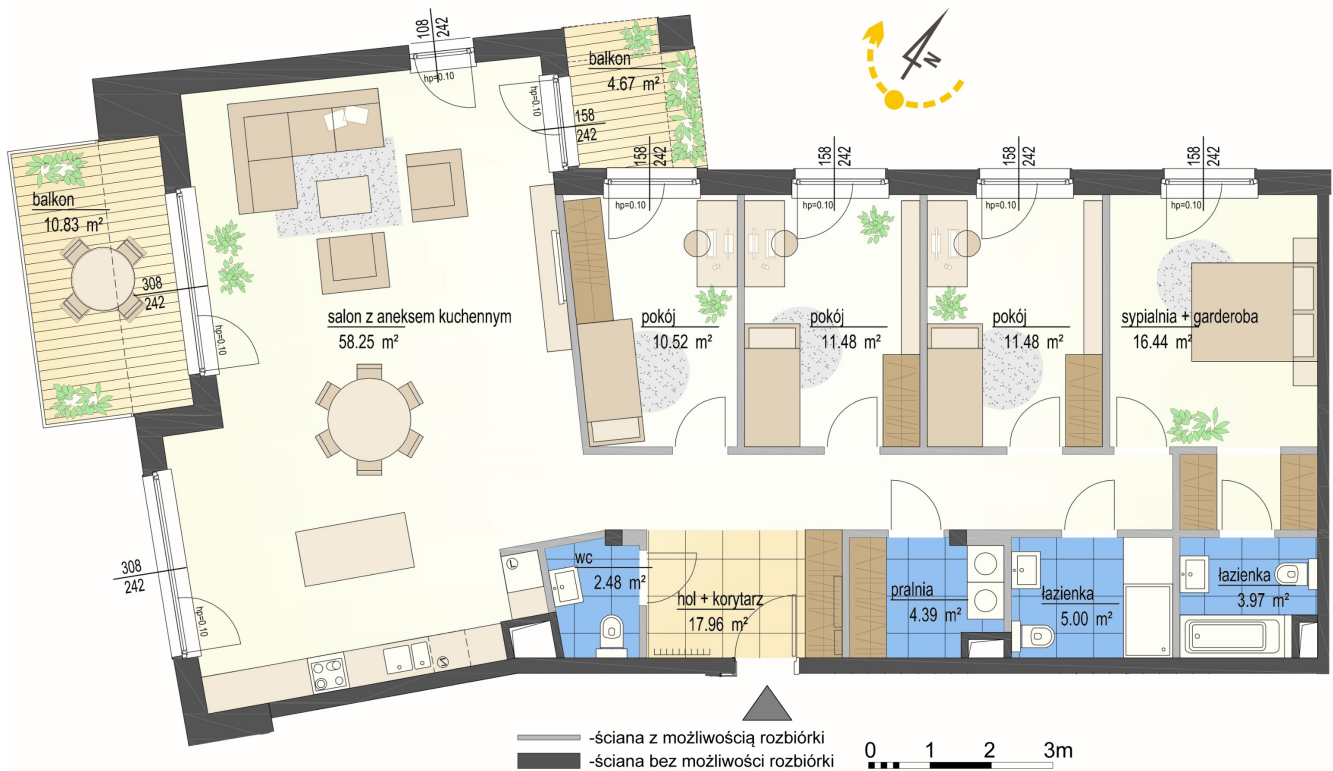 108
242
hp=0.10
balkon
4.67 m²
hp=0.10
158
242
N
158
242
hp=0.10
158
242
hp=0.10
158
242
hp=0.10
158
242
hp=0.10
balkon
10.83 m²
308
242
hp=0.10
salon z aneksem kuchennym
58.25 m²
pokój
10.52 m²
pokój
11.48 m²
pokój
11.48 m²
sypialnia + garderoba
16.44 m²
308
242
hp=0.10
L
Z
wc
2.48 m²
hol + korytarz
17.96 m²
pralnia
4.39 m²
łazienka
5.00 m²
łazienka
3.97 m²
-ściana z możliwością rozbiórki
-ściana bez możliwości rozbiórki
0 1 2 3m